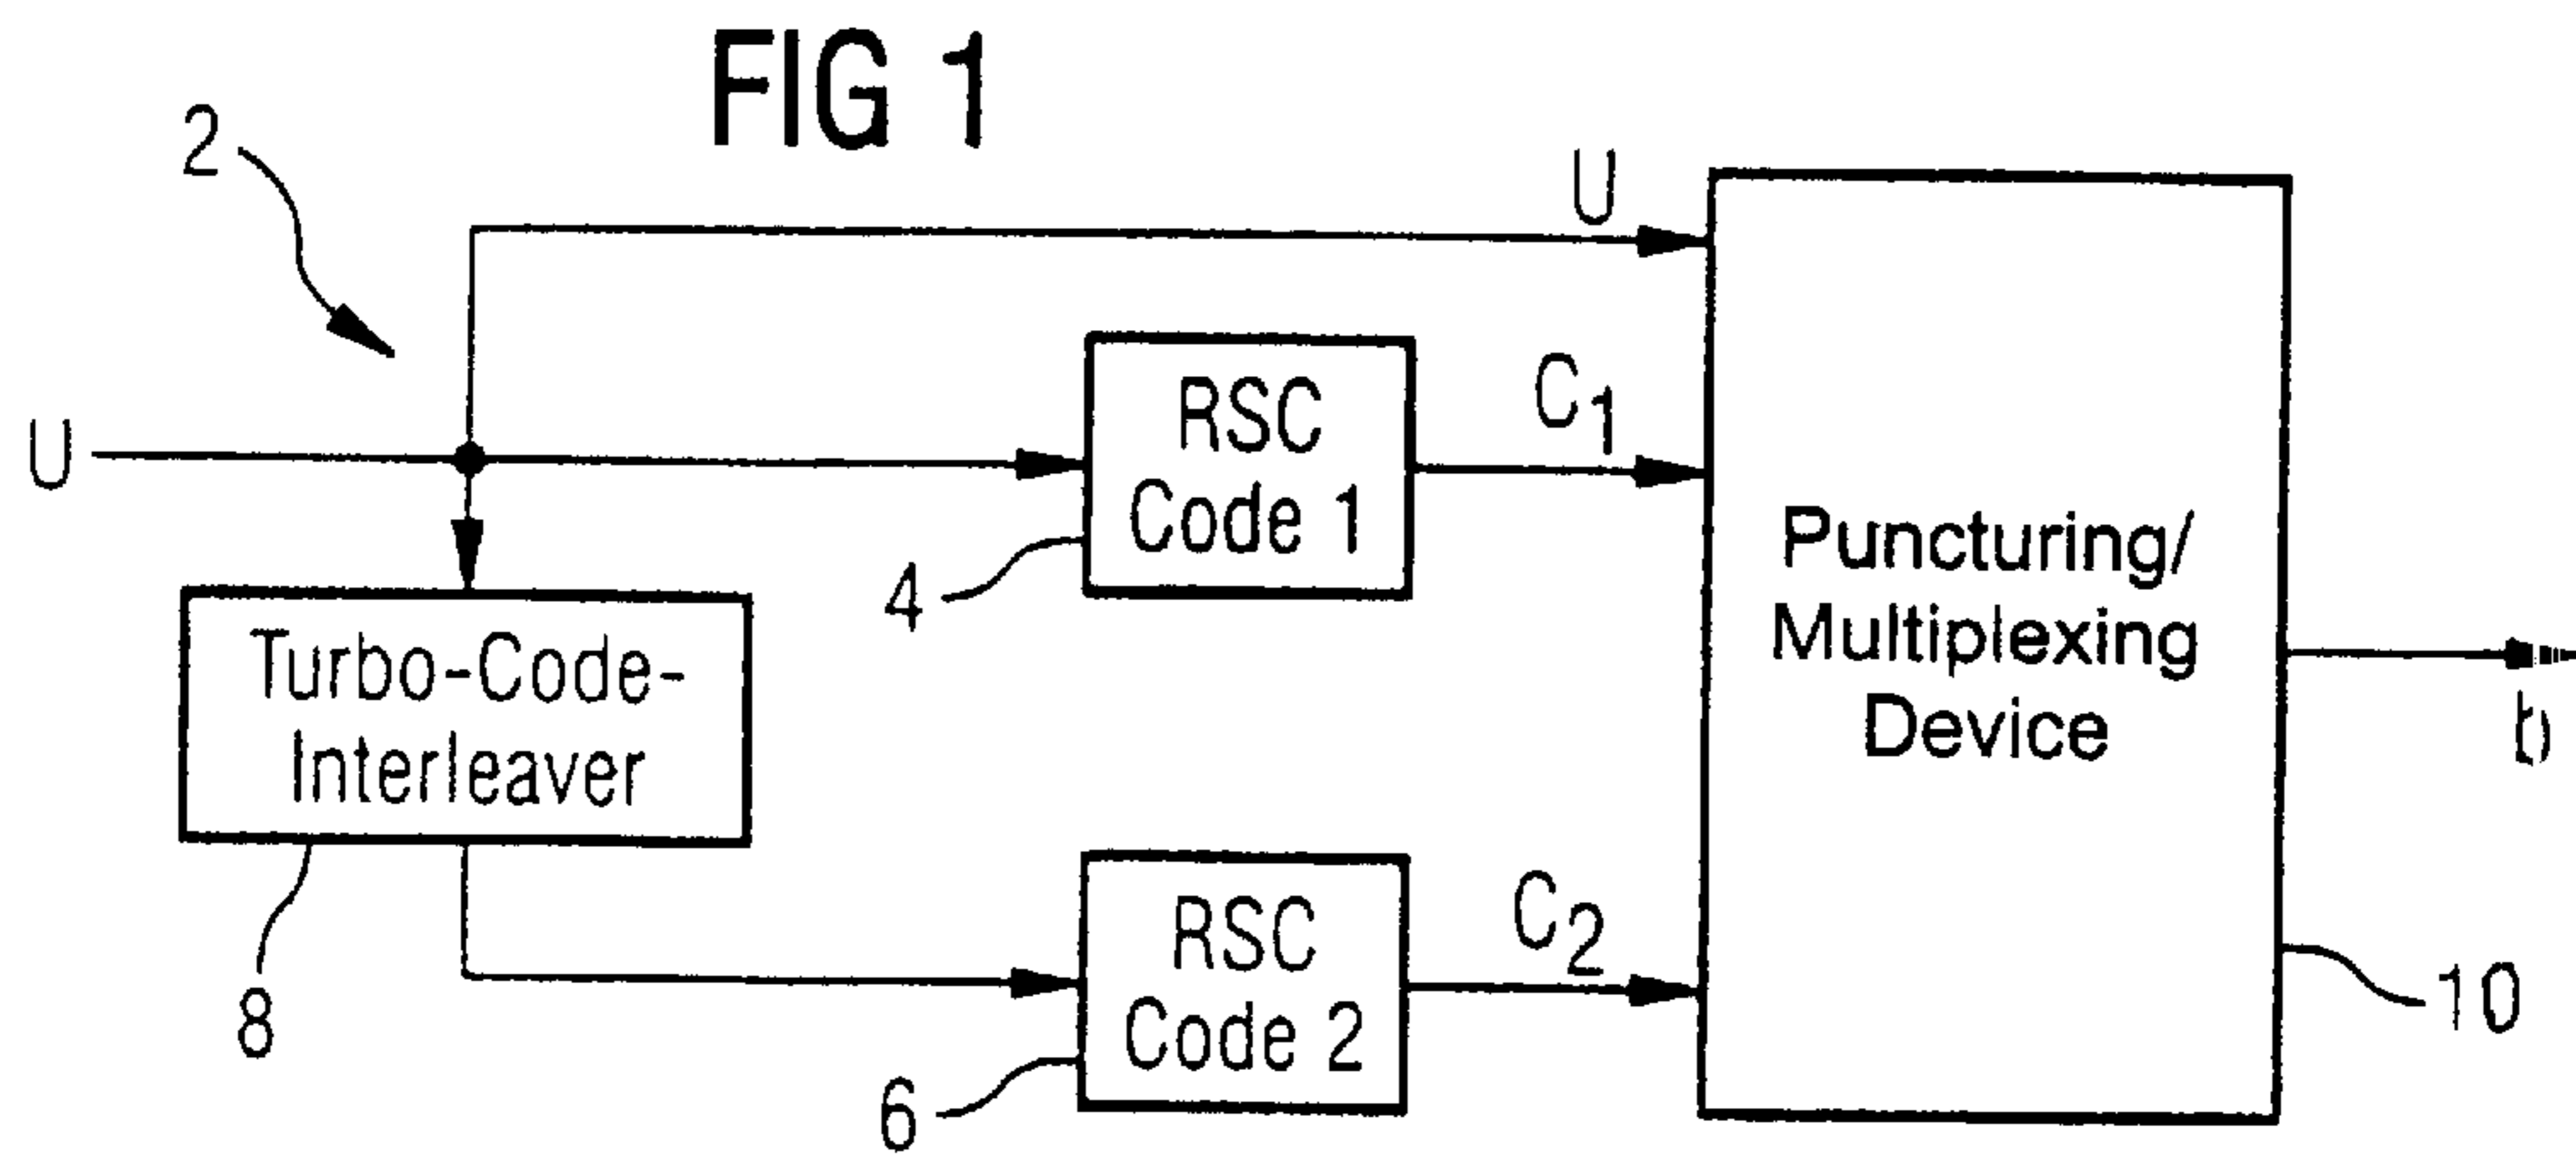 FIG 1
2
U
U
RSC
Code 1
C1
4
Puncturing/
Multiplexing
Device
b
Turbo-Code-
Interleaver
8
RSC
Code 2
C2
6
10